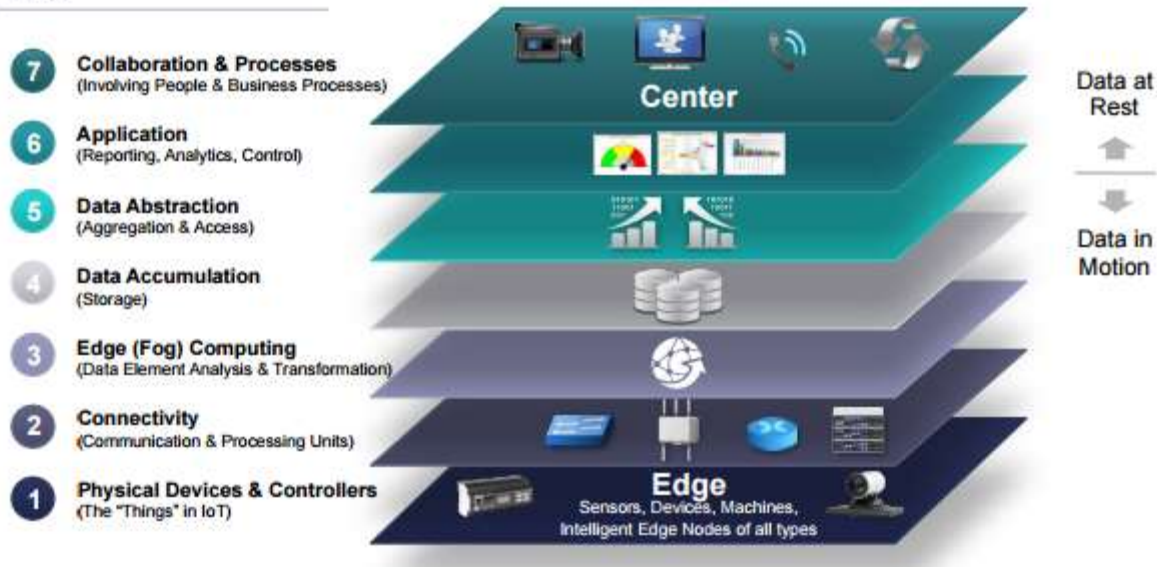 7
Collaboration & Processes
(Involving People & Business Processes)
6
Application
(Reporting, Analytics, Control)
5
Data Abstraction
(Aggregation & Access)
4
Data Accumulation
(Storage)
3
Edge (Fog) Computing
(Data Element Analysis & Transformation)
2
Connectivity
(Communication & Processing Units)
1
Physical Devices & Controllers
(The "Things" in IoT)
Center
Edge
Sensors, Devices, Machines,
Intelligent Edge Nodes of all types
Data at
Rest
Data in
Motion